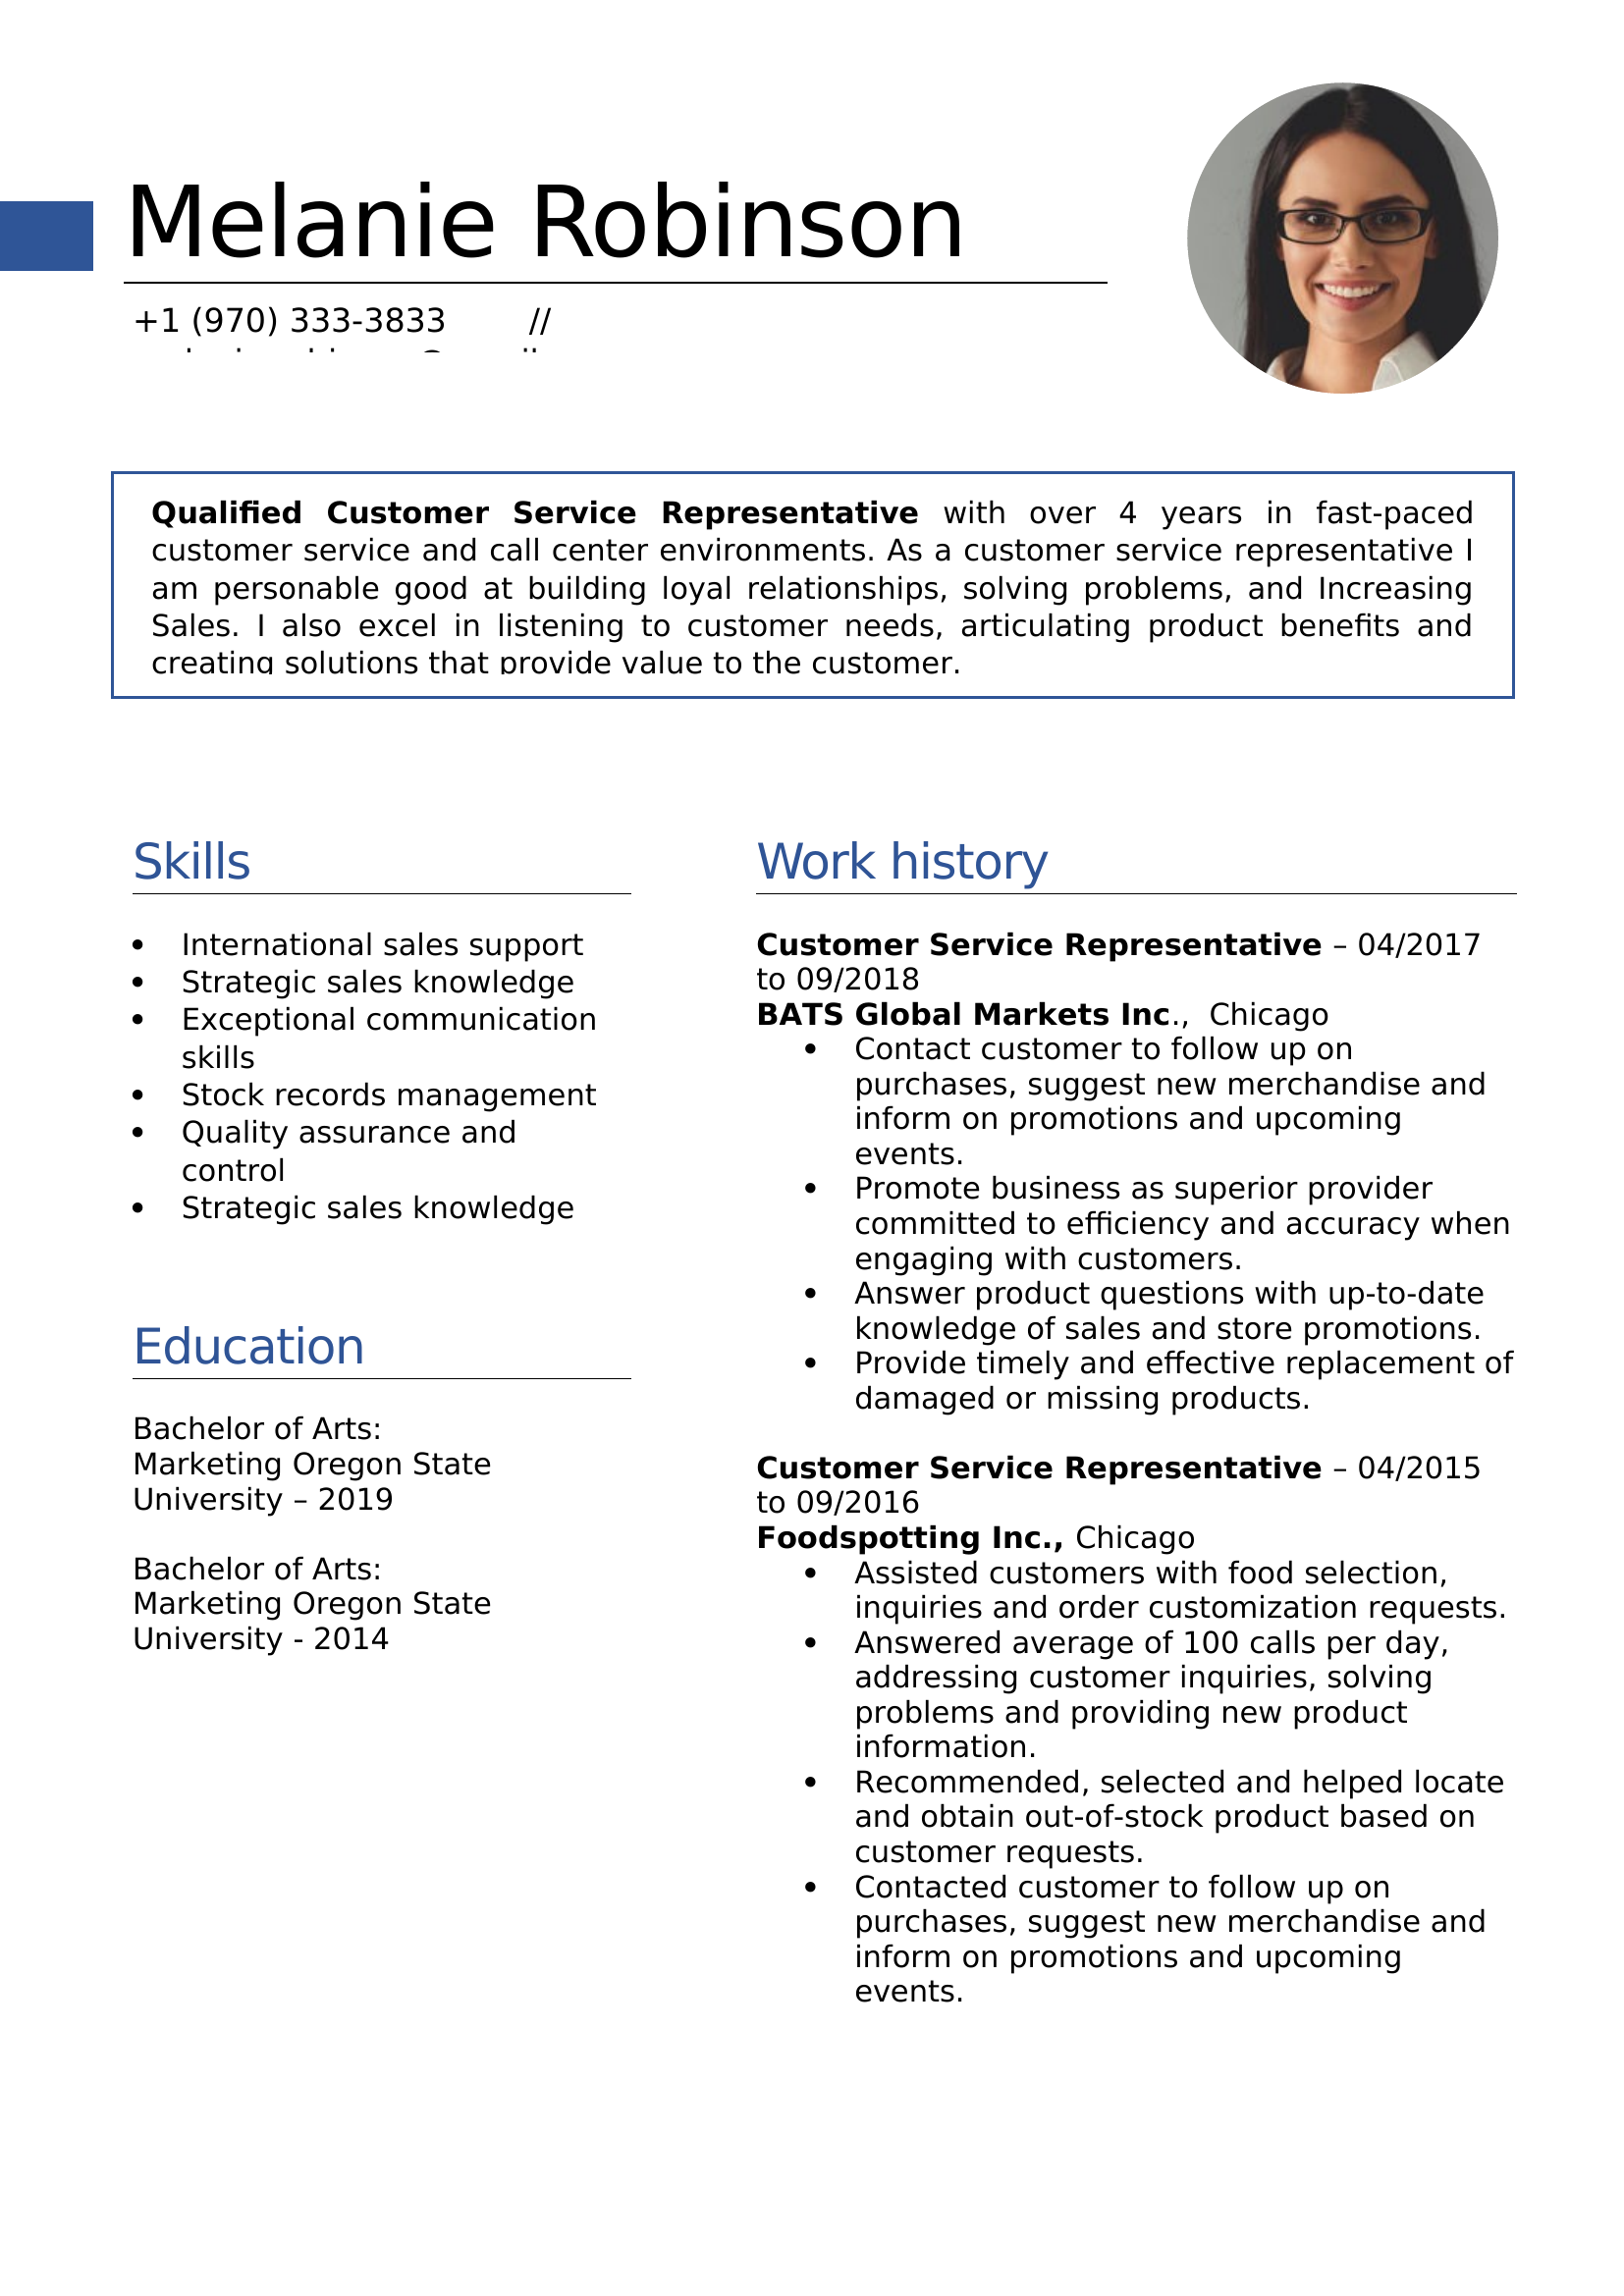 Melanie Robinson
+1 (970) 333-3833 //
Qualified Customer Service Representative with over 4 years in fast-paced
customer service and call center environments. As a customer service representative I
am personable good at building loyal relationships, solving problems, and Increasing
Sales. I also excel in listening to customer needs, articulating product benefits and
creating solutions that provide value to the customer.
Skills
• International sales support
• Strategic sales knowledge
• Exceptional communication
skills
• Stock records management
• Quality assurance and
control
• Strategic sales knowledge
Education
Bachelor of Arts:
Marketing Oregon State
University – 2019
Bachelor of Arts:
Marketing Oregon State
University - 2014
Work history
Customer Service Representative – 04/2017
to 09/2018
BATS Global Markets Inc., Chicago
• Contact customer to follow up on
purchases, suggest new merchandise and
inform on promotions and upcoming
events.
• Promote business as superior provider
committed to efficiency and accuracy when
engaging with customers.
• Answer product questions with up-to-date
knowledge of sales and store promotions.
• Provide timely and effective replacement of
damaged or missing products.
Customer Service Representative – 04/2015
to 09/2016
Foodspotting Inc., Chicago
• Assisted customers with food selection,
inquiries and order customization requests.
• Answered average of 100 calls per day,
addressing customer inquiries, solving
problems and providing new product
information.
• Recommended, selected and helped locate
and obtain out-of-stock product based on
customer requests.
• Contacted customer to follow up on
purchases, suggest new merchandise and
inform on promotions and upcoming
events.